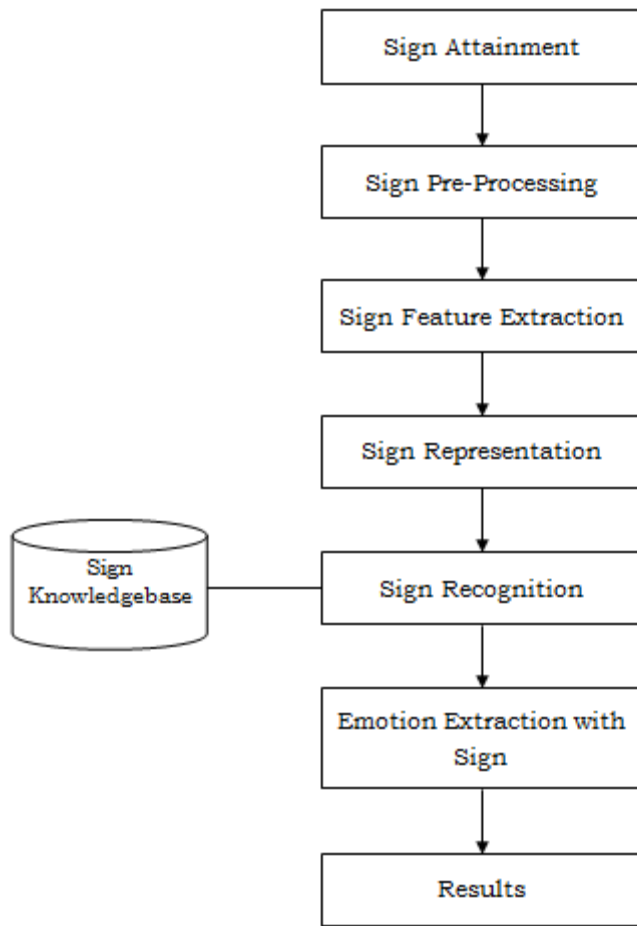 Sign Attainment
Sign Pre-Processing
Sign Feature Extraction
Sign Representation
Sign
Knowledgebase
Sign Recognition
Emotion Extraction with
Sign
Results